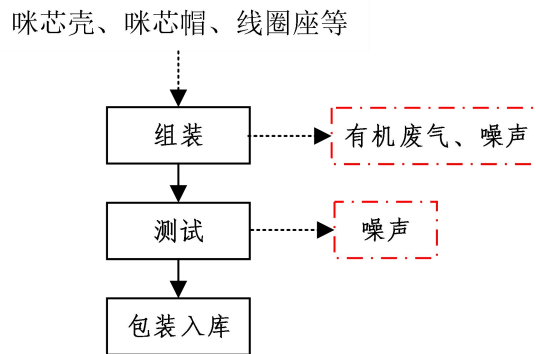 咪芯壳、咪芯帽、线圈座等
组装
有机废气、噪声
测试
噪声
包装入库